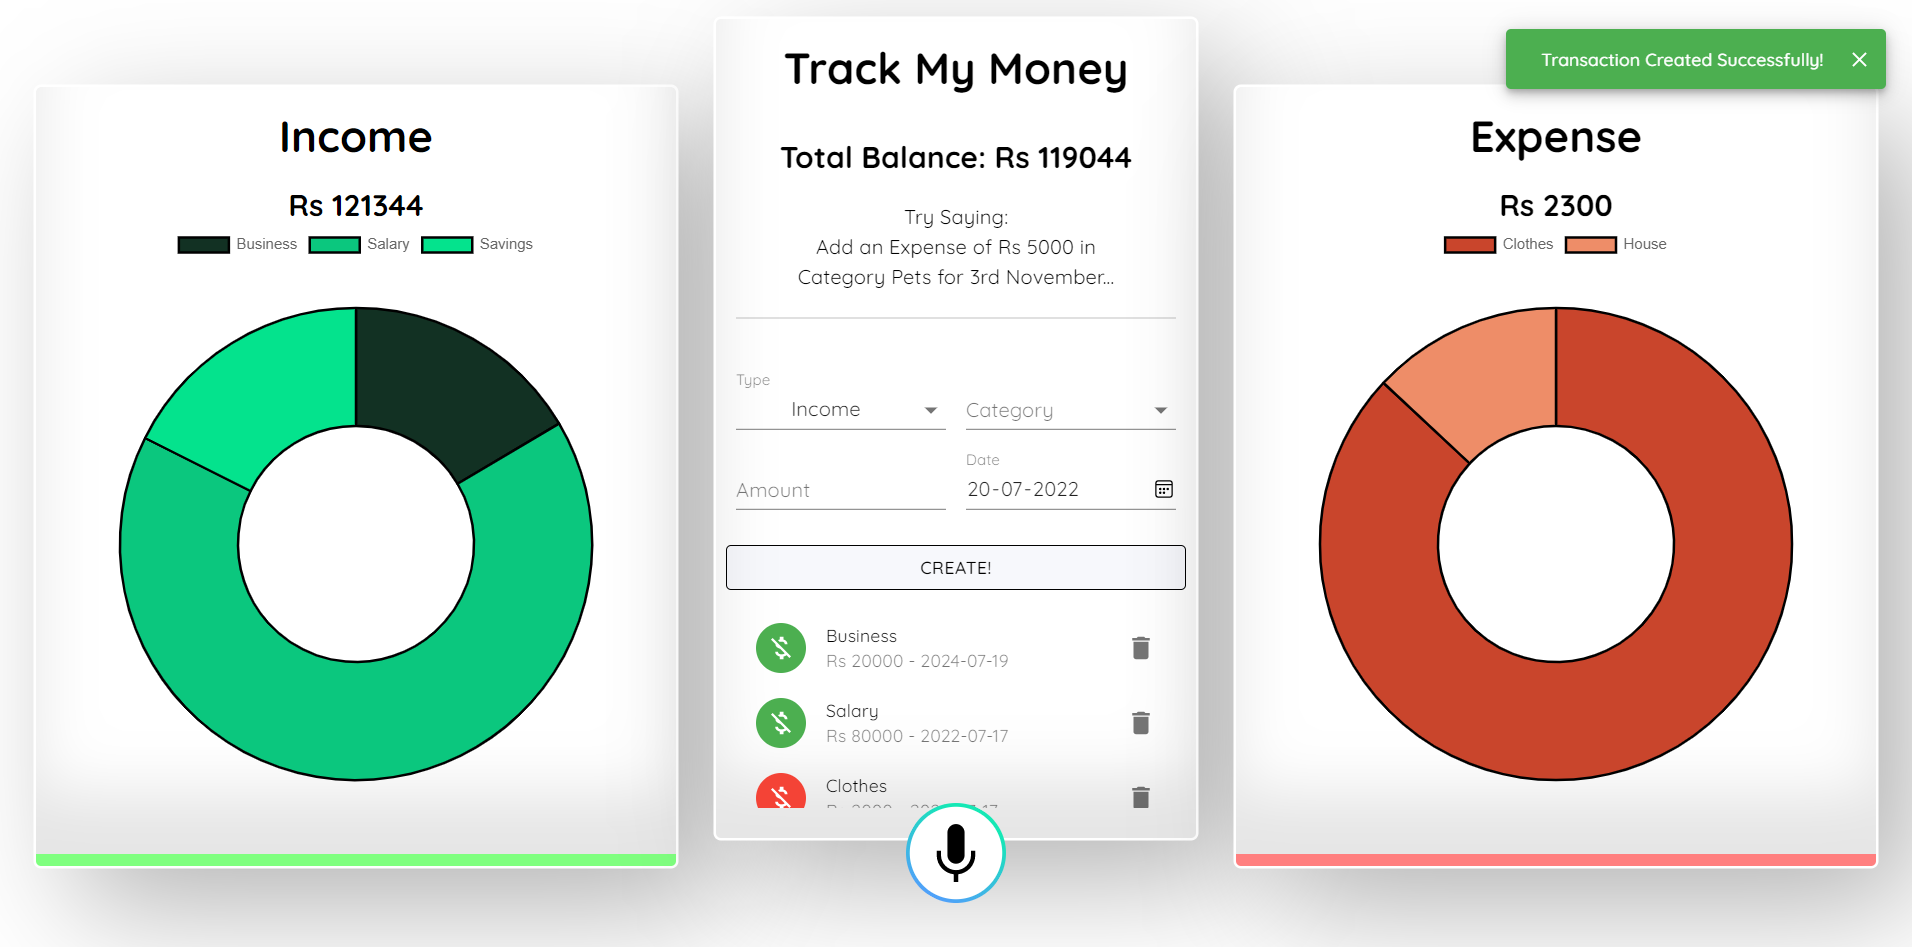 Income
Rs 121344
Business Salary Savings
Track My Money
Total Balance: Rs 119044
Try Saying:
Add an Expense of Rs 5000 in
Category Pets for 3rd November...
Type
Income
Category
Amount
Date
20-07-2022
CREATE!
Business
Rs 20000 - 2024-07-19
Salary
Rs 80000 - 2022-07-17
Clothes
Transaction Created Successfully!
Expense
Rs 2300
Clothes House